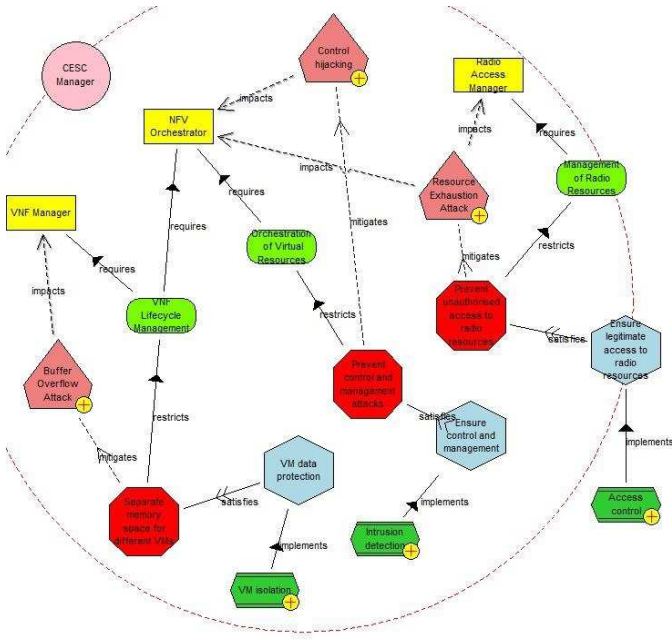 CESC
Manager
Control
hijacking
Radio
Access
Manager
impacts
NFV
Orchestrator
impacts
requires
impacts
Management
of Radio
Resources
Resource
Exhaustion
Attack
VNF Manager
requires
mitigates
requires
Orchestration
of Virtual
Resources
restricts
mitigates
requires
impacts
VNF
Lifecycle
Management
restricts
Prevent
unauthorised
access to
radio
resources
satisfies
Ensure
legitimate
access to
radio
resources
Buffer
Overflow
Attack
Prevent
control and
management
attacks
restricts
satisfies
Ensure
control and
management
implements
mitigates
VM data
protection
satisfies
Separate
memory
space for
different VMs
implements
Access
control
Intrusion
detection
implements
VM isolation